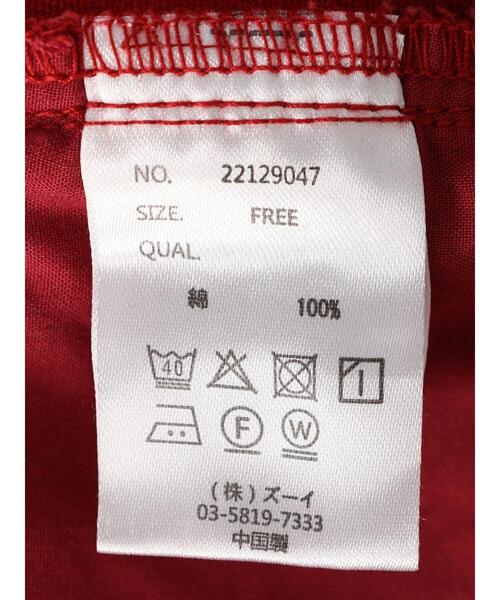 NO. 22129047
SIZE. FREE
QUAL.
綿 100%
40
F W
(株)ズーイ
03-5819-7333
中国製